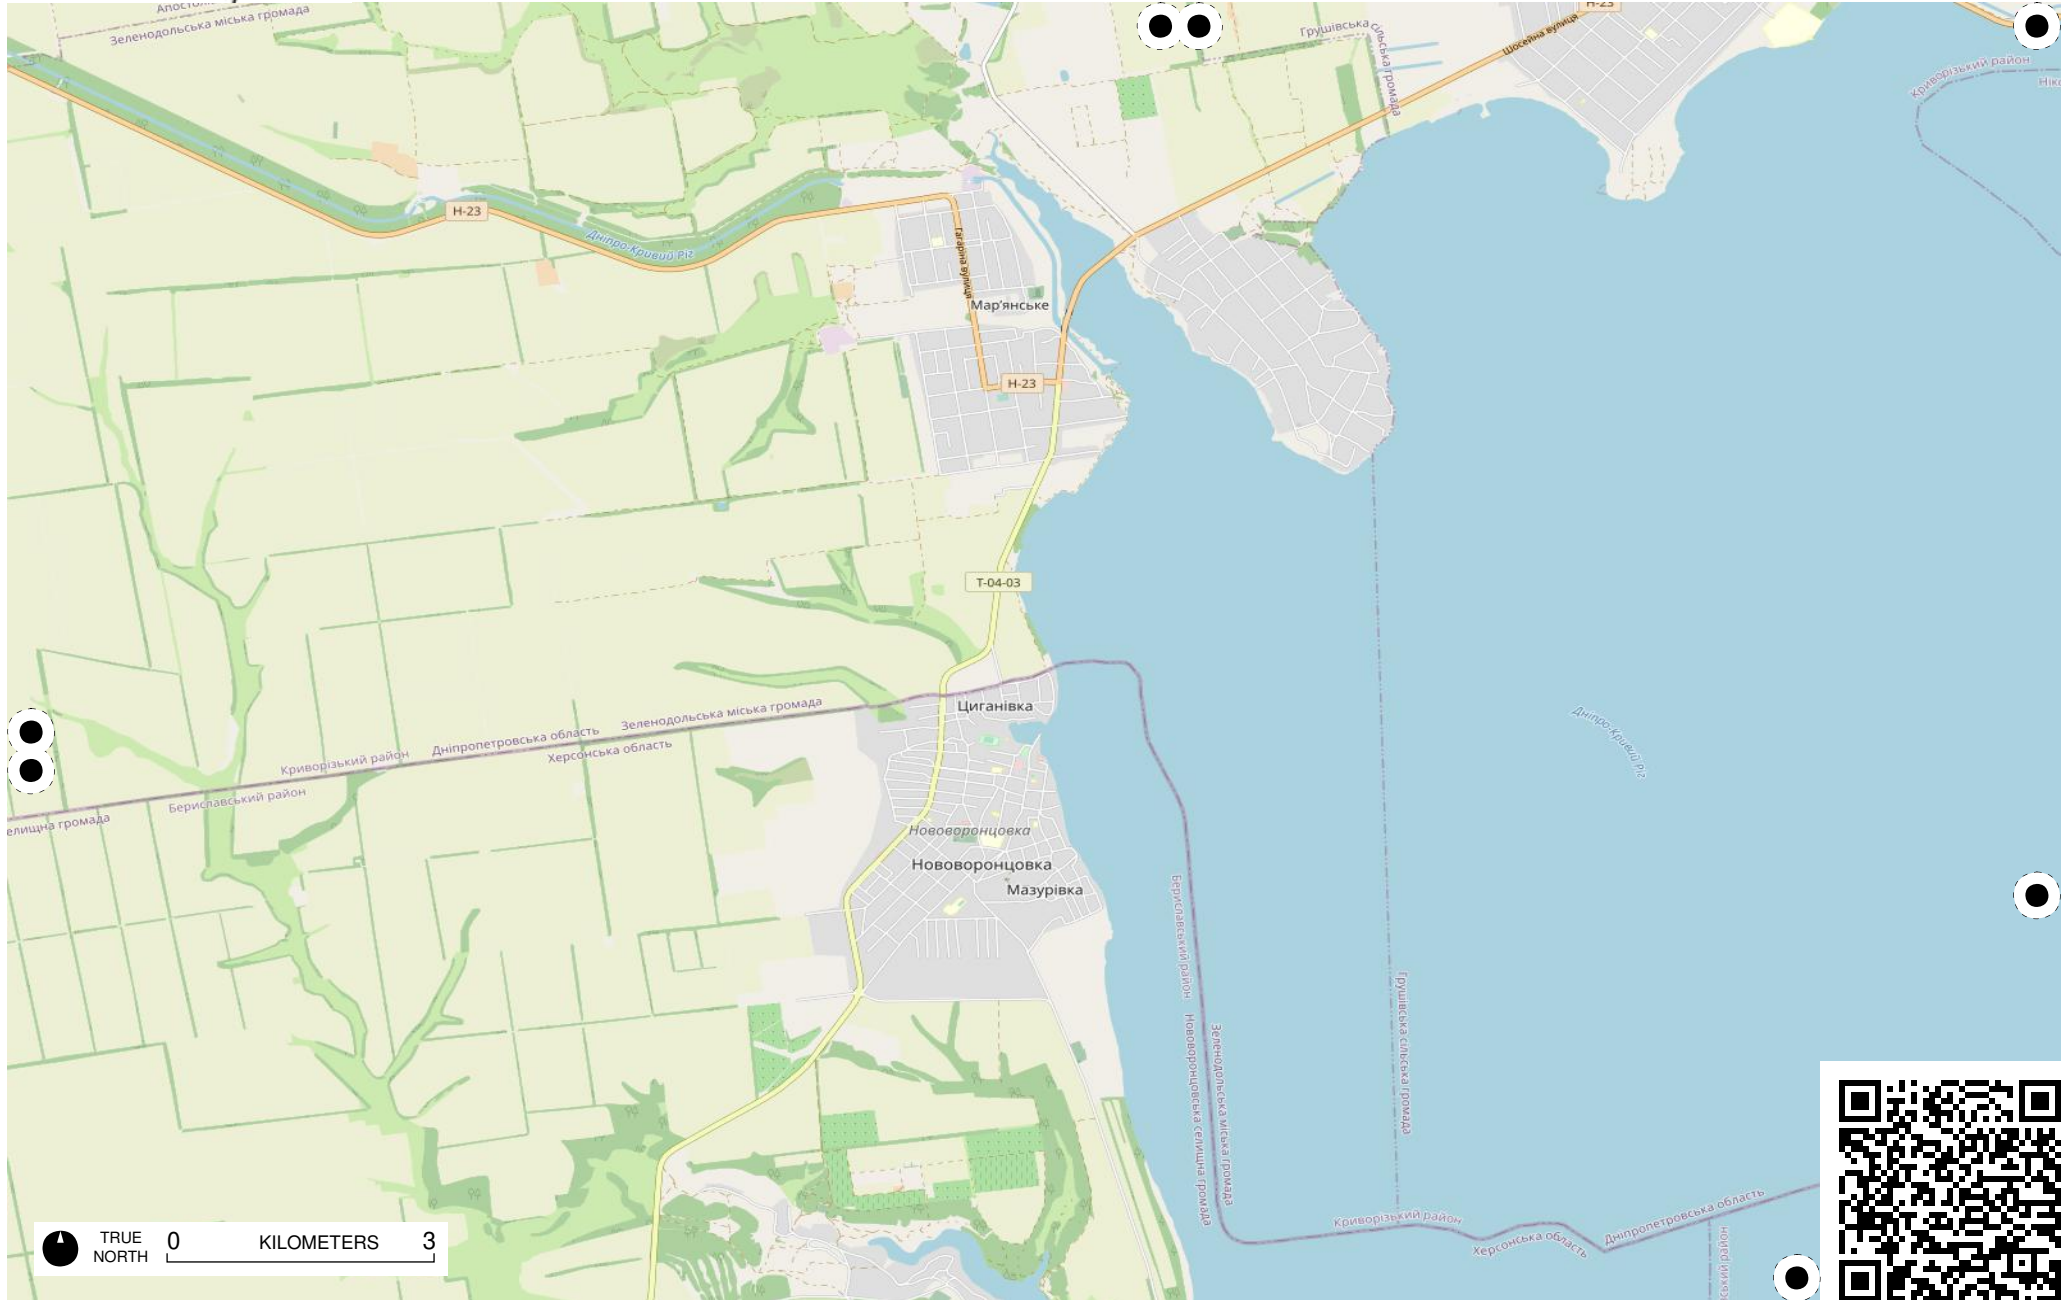 Зеленодольська міська громада
Грушівська сільська громада
Шосейна вулиця
Н-23
Криворізький район
Н-23
Дніпро-Кривий Ріг
Гагаріна вулиця
Мар'янське
Н-23
Т-04-03
Циганівка
Зеленодольська міська громада
Дніпропетровська область
Криворізький район
Херсонська область
Бериславський район
елищна громада
Дніпро-Кривий Ріг
Нововоронцовка
Нововоронцовка
Мазурівка
Бериславський район
Нововоронцовська селищна громада
Зеленодольська міська громада
Грушівська сільська громада
Криворізький район
Херсонська область
Дніпропетровська область
TRUE
NORTH
0 KILOMETERS 3